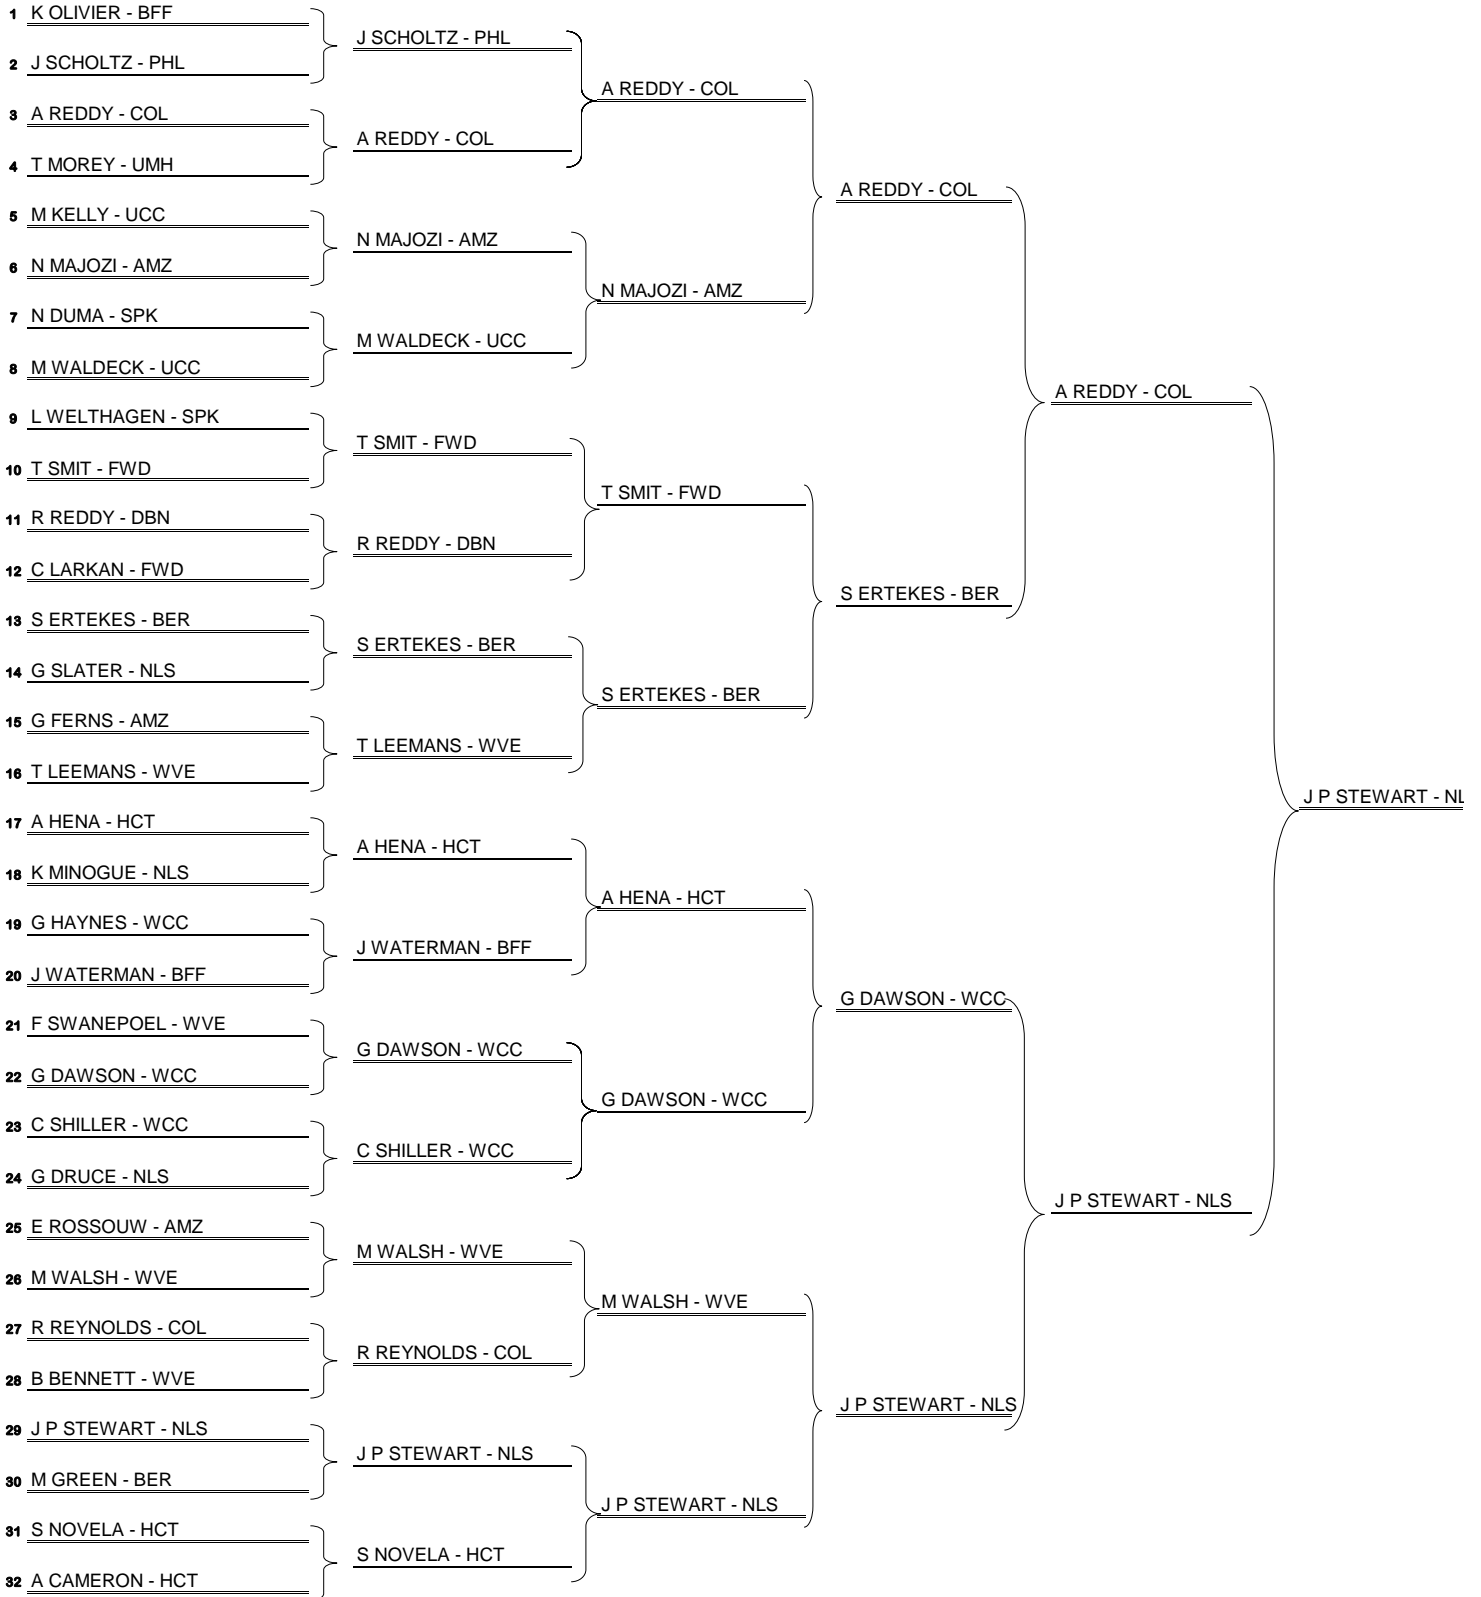 1 K OLIVIER - BFF
2 J SCHOLTZ - PHL
3 A REDDY - COL
4 T MOREY - UMH
5 M KELLY - UCC
6 N MAJOZI - AMZ
7 N DUMA - SPK
8 M WALDECK - UCC
9 L WELTHAGEN - SPK
10 T SMIT - FWD
11 R REDDY - DBN
12 C LARKAN - FWD
13 S ERTEKES - BER
14 G SLATER - NLS
15 G FERNS - AMZ
16 T LEEMANS - WVE
17 A HENA - HCT
18 K MINOGUE - NLS
19 G HAYNES - WCC
20 J WATERMAN - BFF
21 F SWANEPOEL - WVE
22 G DAWSON - WCC
23 C SHILLER - WCC
24 G DRUCE - NLS
25 E ROSSOUW - AMZ
26 M WALSH - WVE
27 R REYNOLDS - COL
28 B BENNETT - WVE
29 J P STEWART - NLS
30 M GREEN - BER
31 S NOVELA - HCT
32 A CAMERON - HCT
J SCHOLTZ - PHL
A REDDY - COL
N MAJOZI - AMZ
M WALDECK - UCC
T SMIT - FWD
R REDDY - DBN
S ERTEKES - BER
T LEEMANS - WVE
A HENA - HCT
J WATERMAN - BFF
G DAWSON - WCC
C SHILLER - WCC
M WALSH - WVE
R REYNOLDS - COL
J P STEWART - NLS
S NOVELA - HCT
A REDDY - COL
N MAJOZI - AMZ
T SMIT - FWD
S ERTEKES - BER
A HENA - HCT
G DAWSON - WCC
M WALSH - WVE
J P STEWART - NLS
A REDDY - COL
S ERTEKES - BER
G DAWSON - WCC
J P STEWART - NLS
A REDDY - COL
J P STEWART - NLS
J P STEWART - NL